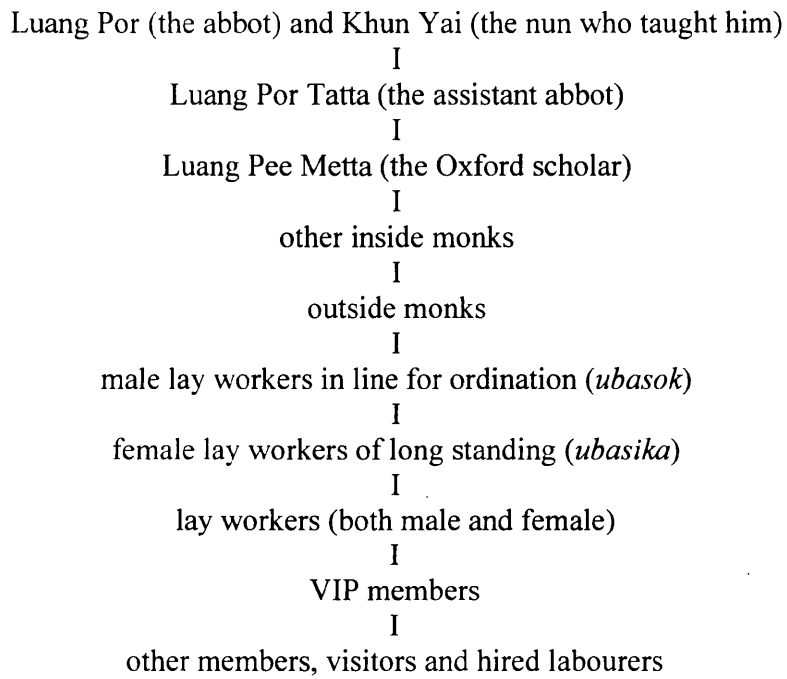 Luang Por (the abbot) and Khun Yai (the nun who taught him)
I
Luang Por Tatta (the assistant abbot)
I
Luang Pee Metta (the Oxford scholar)
I
other inside monks
I
outside monks
I
male lay workers in line for ordination (ubasok)
I
female lay workers of long standing (ubasika)
I
lay workers (both male and female)
I
VIP members
I
other members, visitors and hired labourers